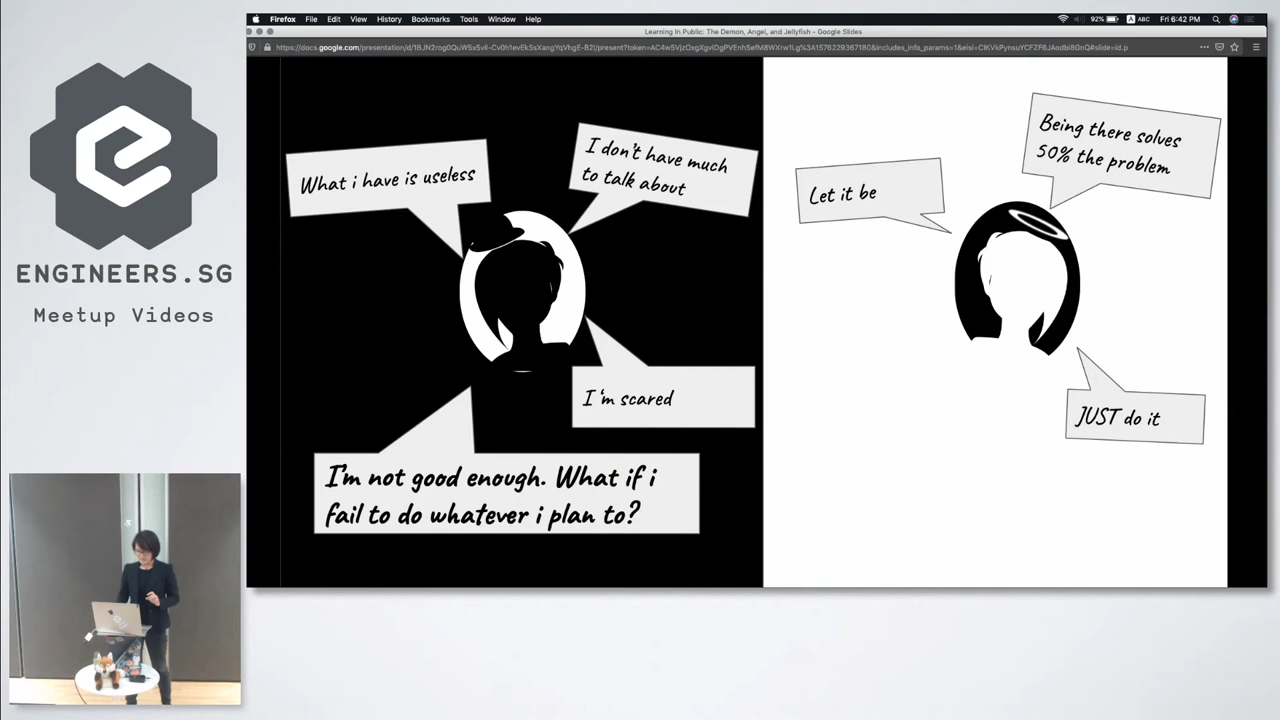 Firefox File Edit View History Bookmarks Tools Window Help
92% A ABC Fri 6:42 PM
Learning In Public: The Demon, Angel, and Jellyfish - Google Slides
ENGINEERS.SG
Meetup Videos
What i have is useless
I don't have much
to talk about
I 'm scared
I'm not good enough. What if i
fail to do whatever i plan to?
Let it be
Being there solves
50% the problem
JUST do it